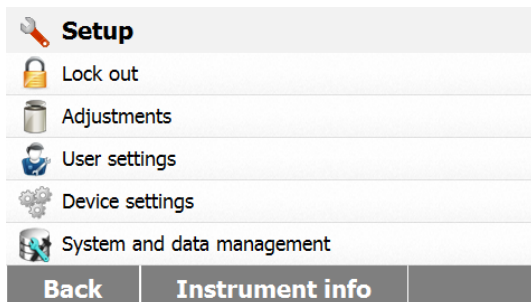 Setup
Lock out
Adjustments
User settings
Device settings
System and data management
Back Instrument info